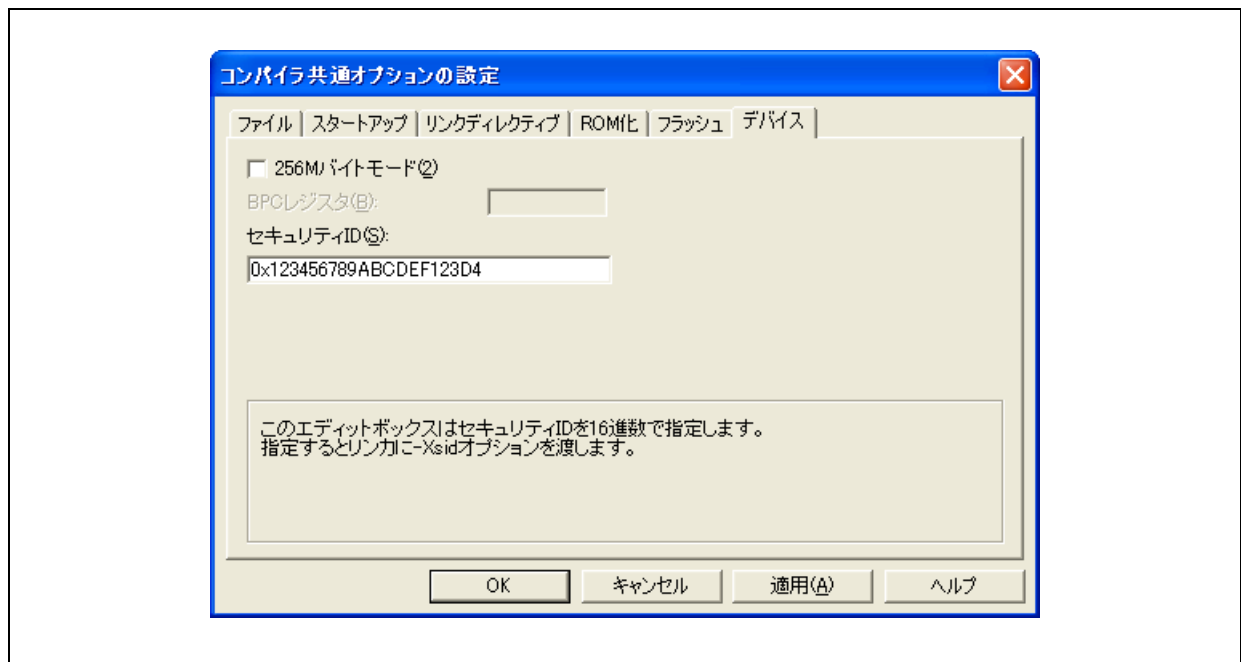 コンパイラ共通オプションの設定
ファイル スタートアップ リンクディレクティブ ROM化 フラッシュ デバイス
256Mバイトモード(2)
BPCレジスタ(B):
セキュリティID(S):
0x123456789ABCDEF123D4
このエディットボックスはセキュリティIDを16進数で指定します。
指定するとリンカに-Xsidオプションを渡します。
OK キャンセル 適用(A) ヘルプ